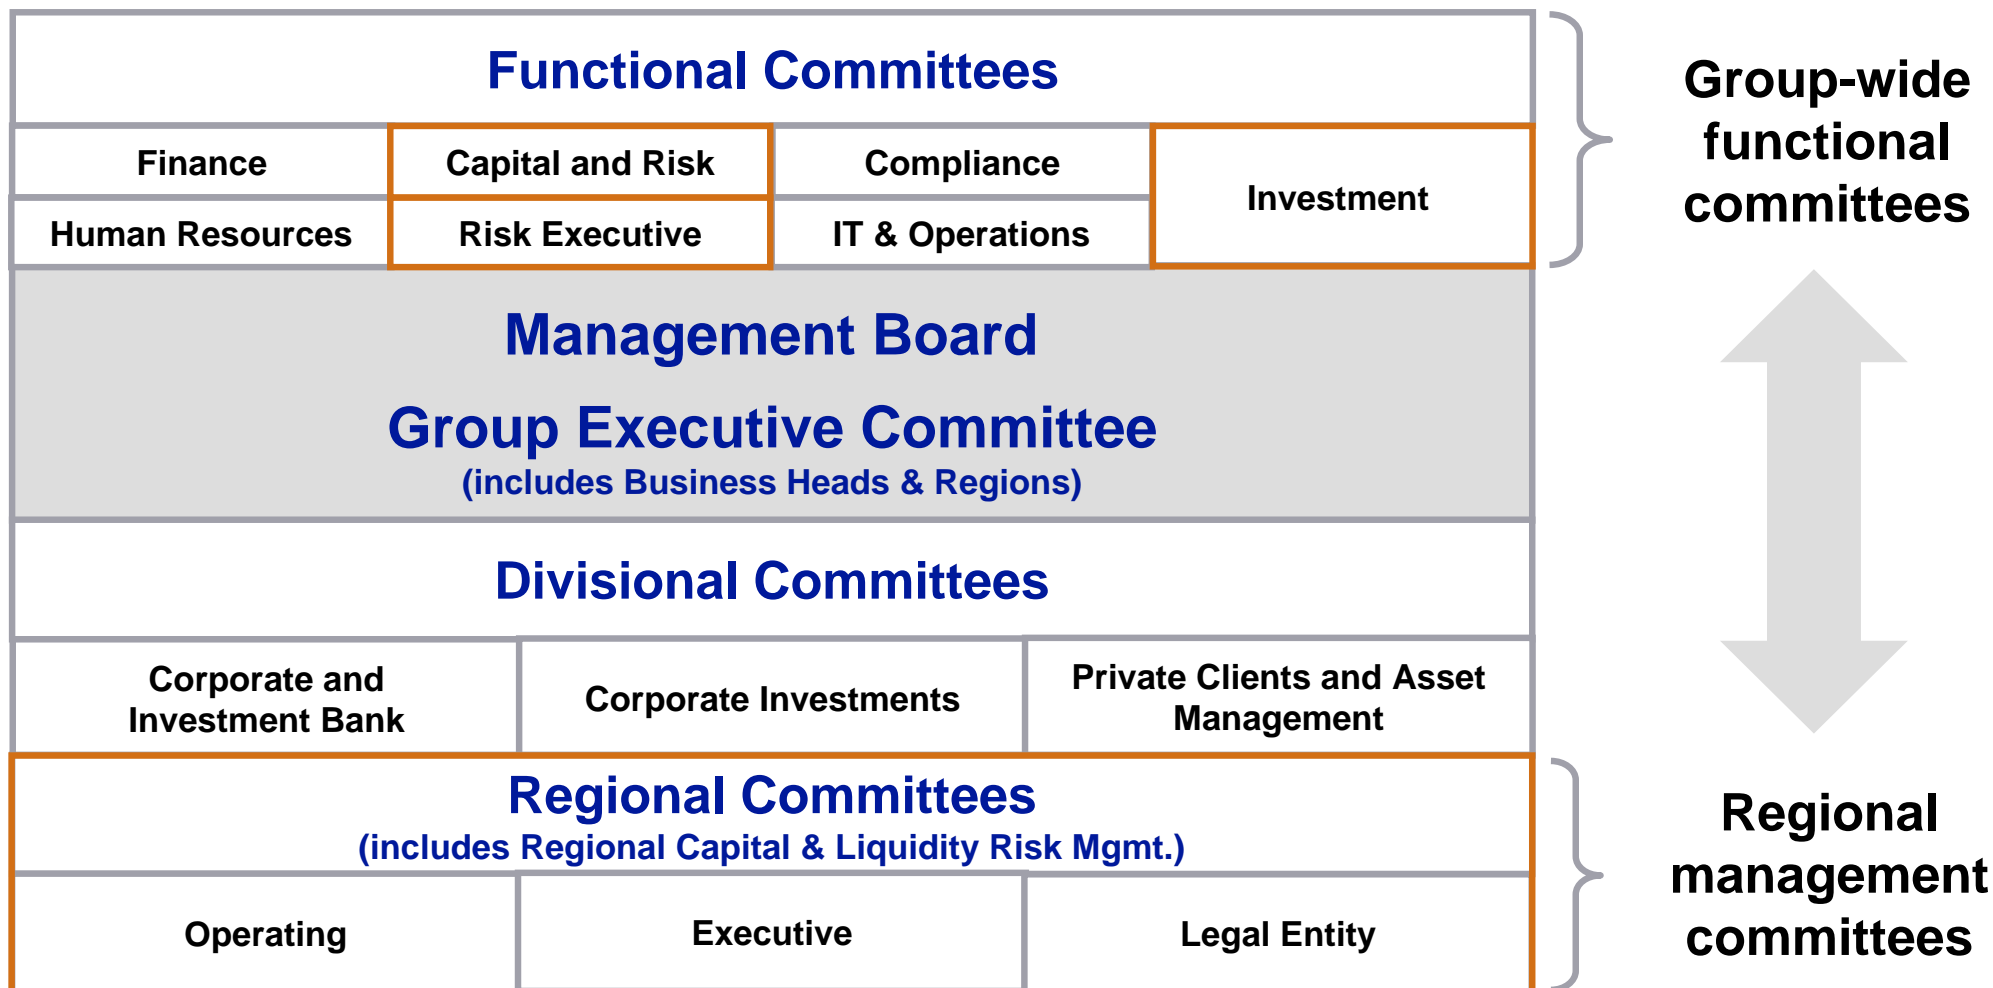 Functional Committees
Finance
Capital and Risk
Compliance
Investment
Human Resources
Risk Executive
IT & Operations
Management Board
Group Executive Committee
(includes Business Heads & Regions)
Divisional Committees
Corporate and
Investment Bank
Corporate Investments
Private Clients and Asset
Management
Regional Committees
(includes Regional Capital & Liquidity Risk Mgmt.)
Operating
Executive
Legal Entity
Group-wide
functional
committees
Regional
management
committees